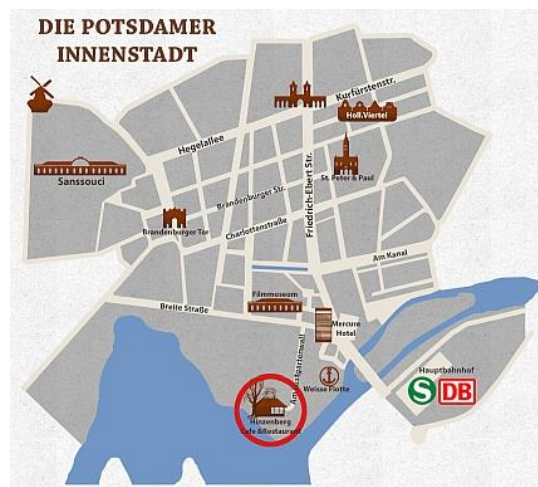 DIE POTSDAMER
INNENSTADT
Kurfürstenstr.
Holl.Viertel
Hegelallee
Sanssouci
St. Peter & Paul
Brandenburger Str.
Friedrich-Ebert Str.
Brandenburger Tor
Charlottenstraße
Am Kanal
Filmmuseum
Breite Straße
Mercure
Hotel
Am Lustgartenwall
Hauptbahnhof
S DB
Weisse Flotte
Hinzenberg
Cafe &Restaurant